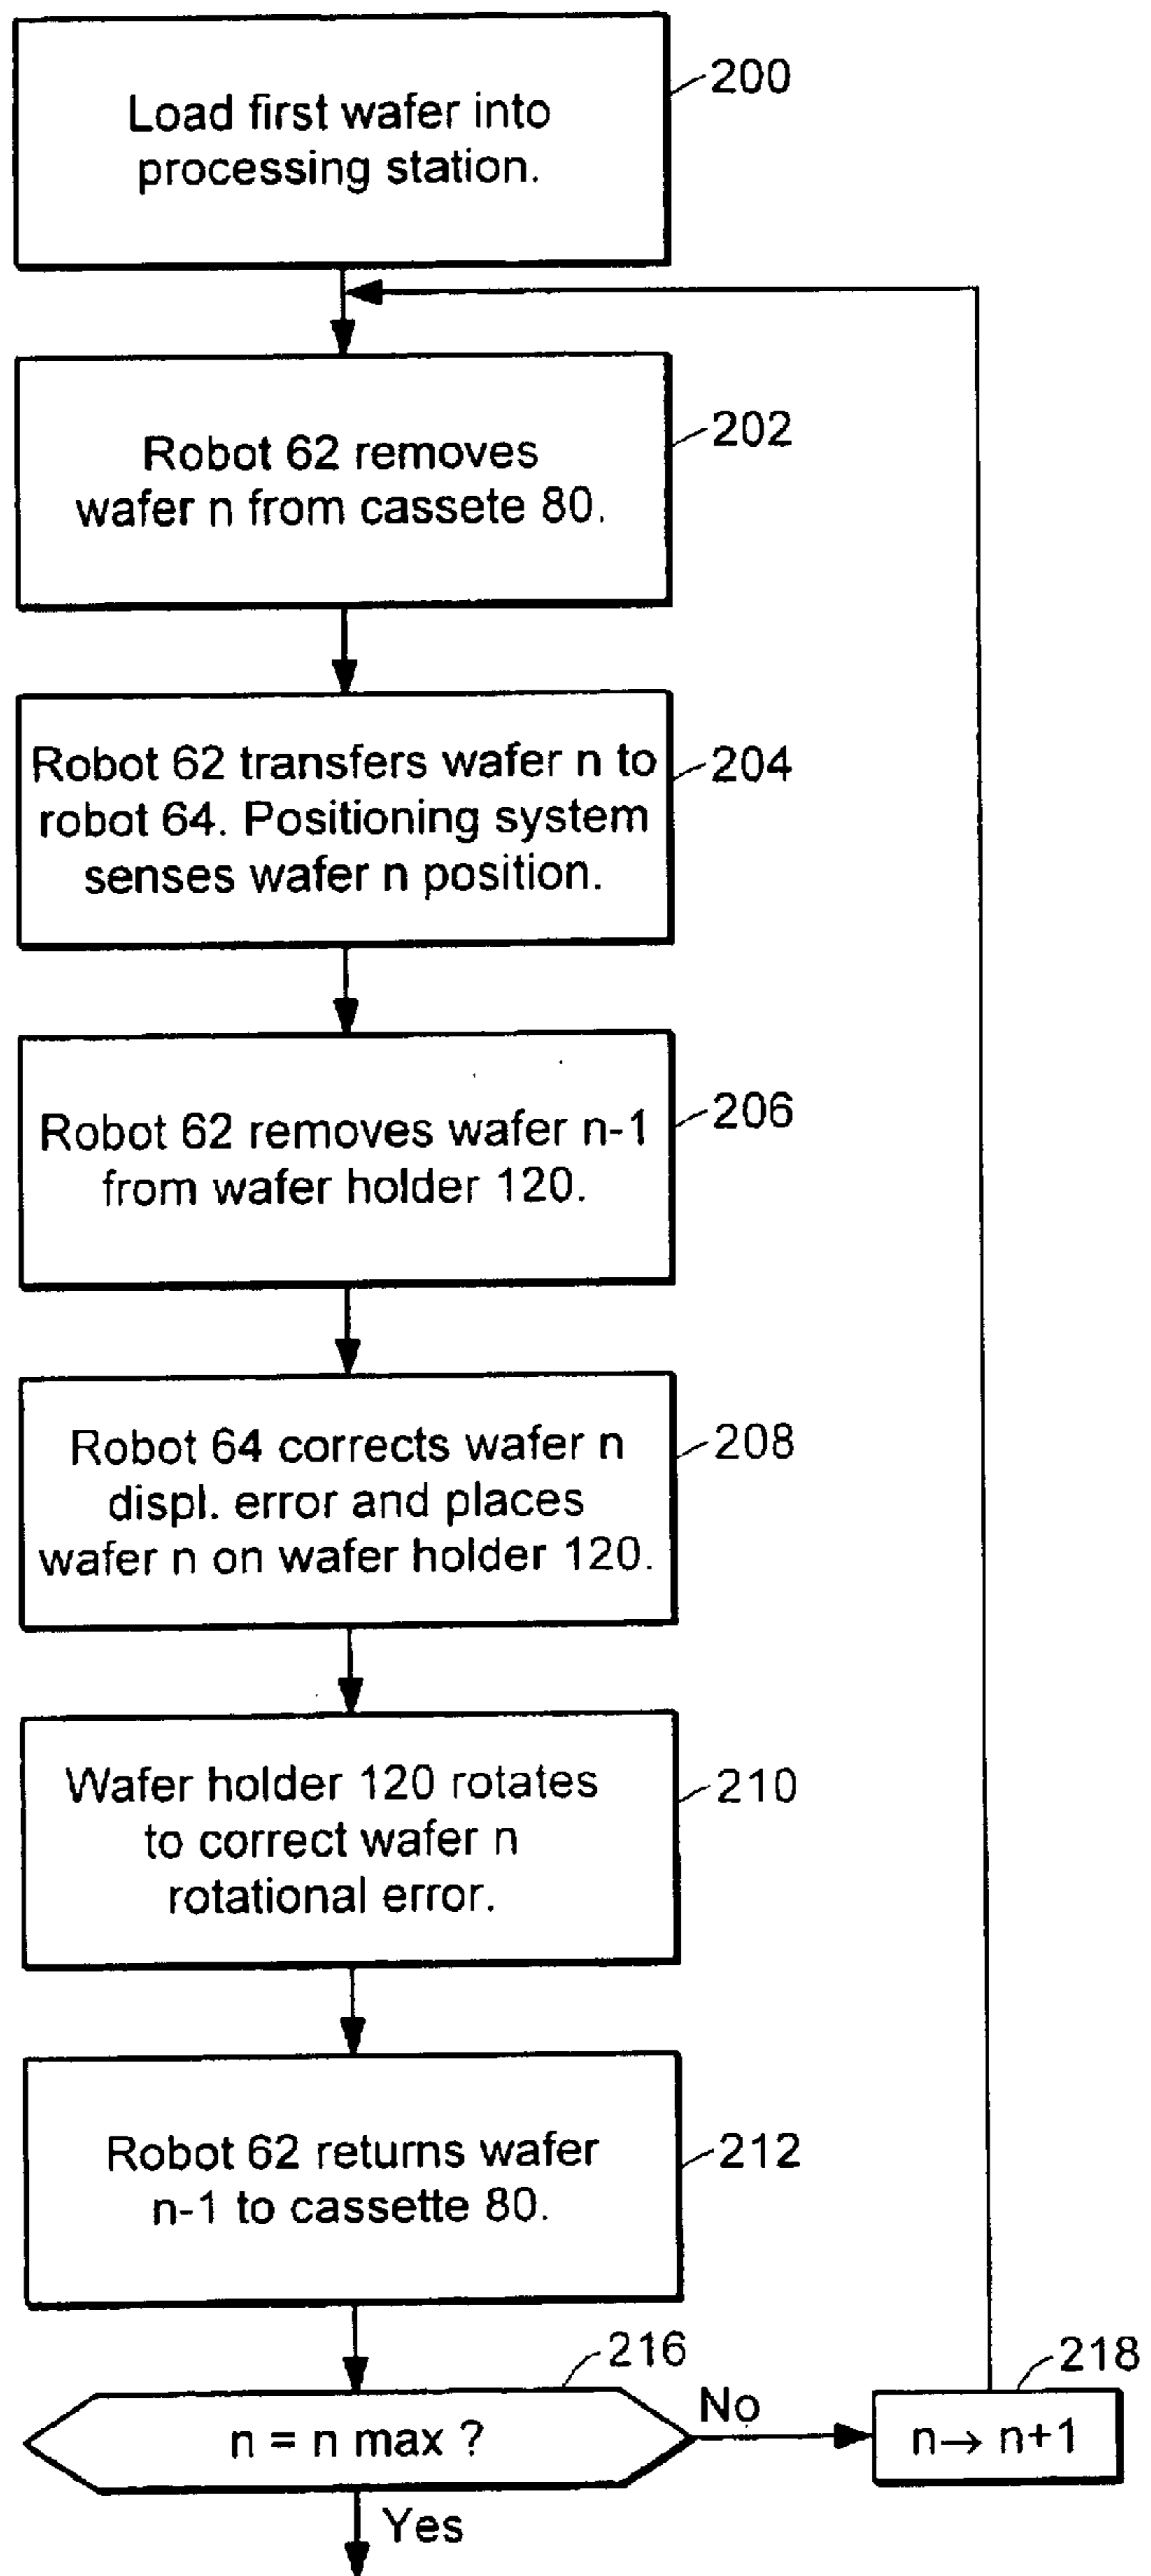 Load first wafer into
processing station.
200
Robot 62 removes
wafer n from cassete 80.
202
Robot 62 transfers wafer n to
robot 64. Positioning system
senses wafer n position.
204
Robot 62 removes wafer n-1
from wafer holder 120.
206
Robot 64 corrects wafer n
displ. error and places
wafer n on wafer holder 120.
208
Wafer holder 120 rotates
to correct wafer n
rotational error.
210
Robot 62 returns wafer
n-1 to cassette 80.
212
216
n = n max ?
No
218
n→ n+1
Yes